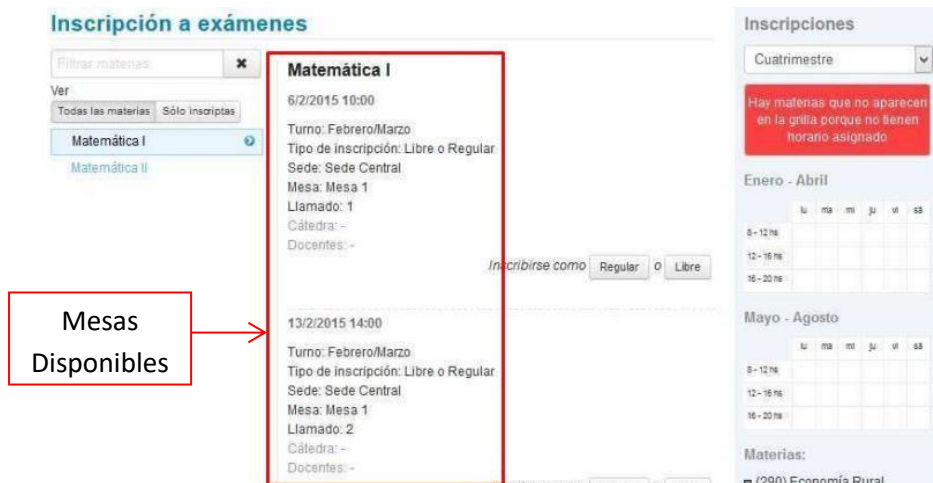 Inscripción a exámenes
Filtrar materias
Ver
Todas las materias Sólo inscriptas
Matemática I
Matemática II
Mesas
Disponibles
Matemática I
6/2/2015 10:00
Turno: Febrero/Marzo
Tipo de inscripción: Libre o Regular
Sede: Sede Central
Mesa: Mesa 1
Llamado: 1
Cátedra: -
Docentes: -
Inscribirse como Regular o Libre
13/2/2015 14:00
Turno: Febrero/Marzo
Tipo de inscripción: Libre o Regular
Sede: Sede Central
Mesa: Mesa 1
Llamado: 2
Cátedra: -
Docentes: -
Inscripciones
Cuatrimestre
Hay materias que no aparecen
en la grilla porque no tienen
horario asignado
Enero - Abril
lu ma mi ju vi sá
8 - 12 hs
12 - 16 hs
16 - 20 hs
Mayo - Agosto
lu ma mi ju vi sá
8 - 12 hs
12 - 16 hs
16 - 20 hs
Materias:
(290) Economía Rural